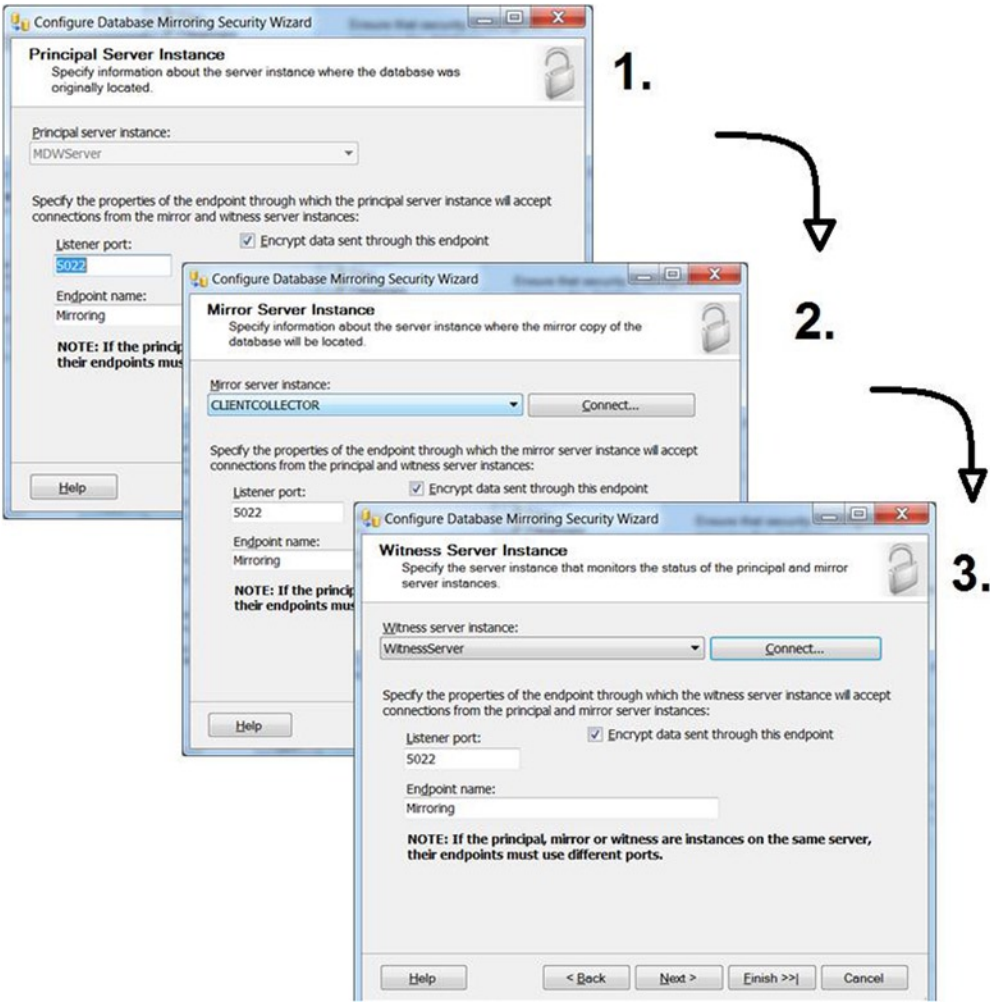 Configure Database Mirroring Security Wizard
Principal Server Instance
Specify information about the server instance where the database was
originally located.
1.
Principal server instance:
MDWServer
Specify the properties of the endpoint through which the principal server instance will accept
connections from the mirror and witness server instances:
Listener port:
Encrypt data sent through this endpoint
5022
Endpoint name:
Mirroring
NOTE: If the princip
their endpoints mus
Help
Configure Database Mirroring Security Wizard
Mirror Server Instance
Specify information about the server instance where the mirror copy of the
database will be located.
2.
Mirror server instance:
CLIENTCOLLECTOR
Connect...
Specify the properties of the endpoint through which the mirror server instance will accept
connections from the principal and witness server instances:
Listener port:
Encrypt data sent through this endpoint
5022
Endpoint name:
Mirroring
NOTE: If the princip
their endpoints mus
Help
Configure Database Mirroring Security Wizard
Witness Server Instance
Specify the server instance that monitors the status of the principal and mirror
server instances.
3.
Witness server instance:
WitnessServer
Connect...
Specify the properties of the endpoint through which the witness server instance will accept
connections from the principal and mirror server instances:
Listener port:
Encrypt data sent through this endpoint
5022
Endpoint name:
Mirroring
NOTE: If the principal, mirror or witness are instances on the same server,
their endpoints must use different ports.
Help
< Back
Next >
Finish >>|
Cancel